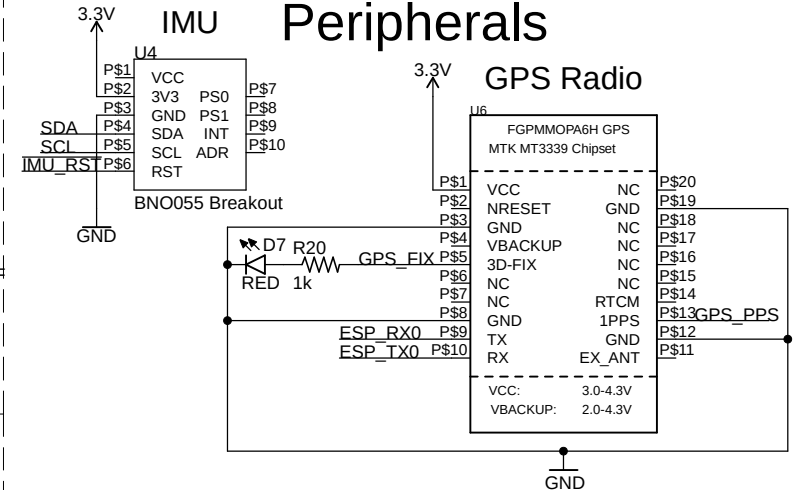 Peripherals
3.3V
IMU
U4
P$1 VCC
P$2 3V3 PS0 P$7
P$3 GND PS1 P$8
SDA P$4 SDA INT P$9
SCL P$5 SCL ADR P$10
IMU_RST P$6 RST
BNO055 Breakout
GND
3.3V
GPS Radio
U6
FGPMMOPA6H GPS
MTK MT3339 Chipset
P$1 VCC NC P$20
P$2 NRESET GND P$19
P$3 GND NC P$18
P$4 VBACKUP NC P$17
D7 R20 GPS_FIX P$5 3D-FIX NC P$16
RED 1k P$6 NC NC P$15
P$7 NC RTCM P$14
P$8 GND 1PPS P$13 GPS_PPS
ESP_RX0 P$9 TX GND P$12
ESP_TX0 P$10 RX EX_ANT P$11
VCC: 3.0-4.3V
VBACKUP: 2.0-4.3V
GND